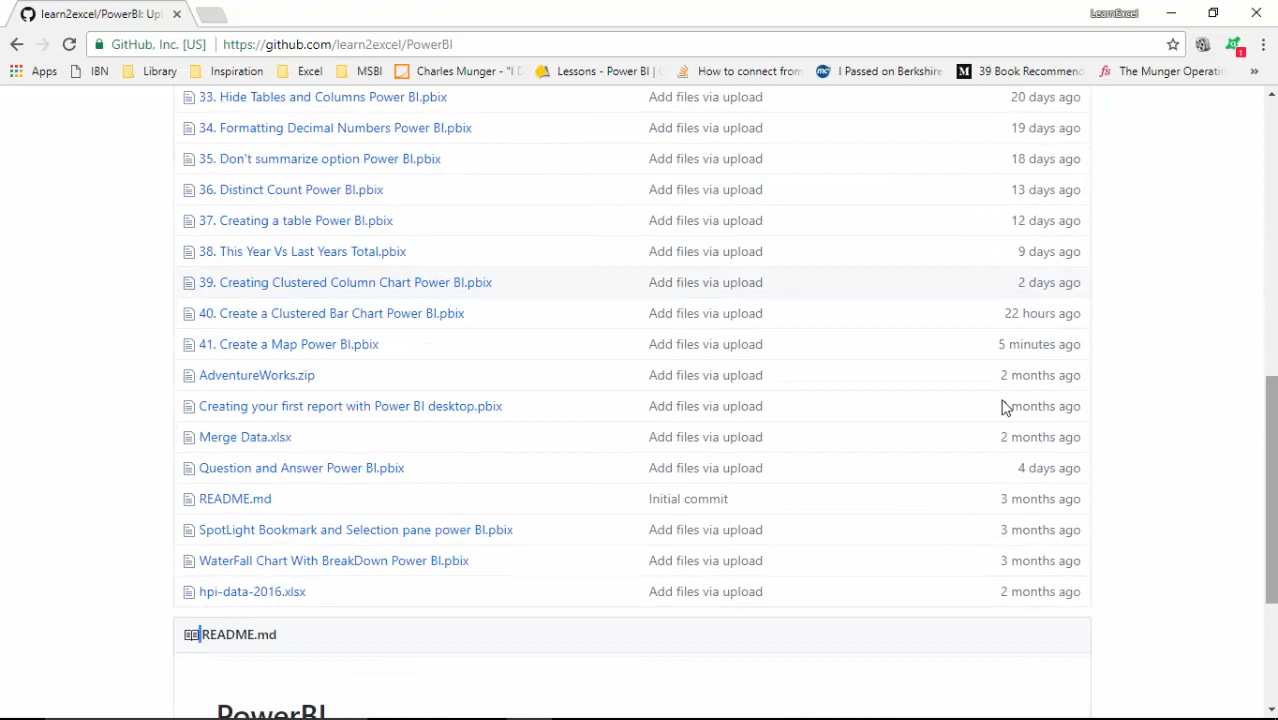 learn2excel/PowerBI: Up
LearnExcel
GitHub, Inc. [US] https://github.com/learn2excel/PowerBI
Apps IBN Library Inspiration Excel MSBI Charles Munger - "I D Lessons - Power BI | How to connect from I Passed on Berkshire 39 Book Recommend The Munger Operati »
33. Hide Tables and Columns Power BI.pbix Add files via upload 20 days ago
34. Formatting Decimal Numbers Power BI.pbix Add files via upload 19 days ago
35. Don't summarize option Power BI.pbix Add files via upload 18 days ago
36. Distinct Count Power BI.pbix Add files via upload 13 days ago
37. Creating a table Power BI.pbix Add files via upload 12 days ago
38. This Year Vs Last Years Total.pbix Add files via upload 9 days ago
39. Creating Clustered Column Chart Power BI.pbix Add files via upload 2 days ago
40. Create a Clustered Bar Chart Power BI.pbix Add files via upload 22 hours ago
41. Create a Map Power BI.pbix Add files via upload 5 minutes ago
AdventureWorks.zip Add files via upload 2 months ago
Creating your first report with Power BI desktop.pbix Add files via upload months ago
Merge Data.xlsx Add files via upload 2 months ago
Question and Answer Power BI.pbix Add files via upload 4 days ago
README.md Initial commit 3 months ago
SpotLight Bookmark and Selection pane power BI.pbix Add files via upload 3 months ago
WaterFall Chart With BreakDown Power BI.pbix Add files via upload 3 months ago
hpi-data-2016.xlsx Add files via upload 2 months ago
README.md
PowerBI